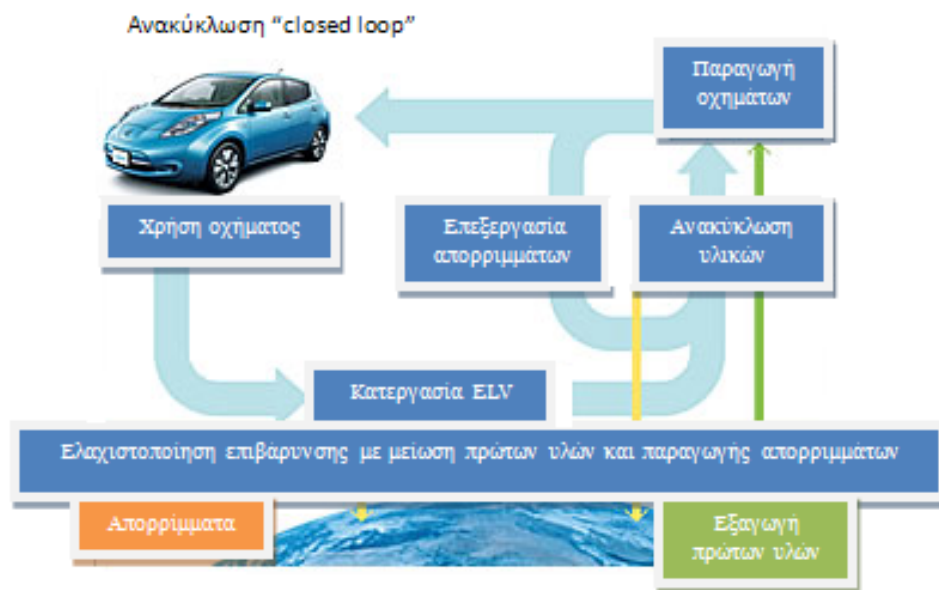 Ανακύκλωση “closed loop”
Παραγωγή
οχημάτων
Χρήση οχήματος
Επεξεργασία
απορριμμάτων
Ανακύκλωση
υλικών
Κατεργασία ELV
Ελαχιστοποίηση επιβάρυνσης με μείωση πρώτων υλών και παραγωγής απορριμμάτων
Απορρίμματα
Εξαγωγή
πρώτων υλών